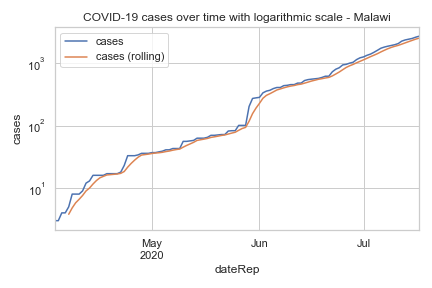 COVID-19 cases over time with logarithmic scale - Malawi
cases
cases (rolling)
10³
10²
10¹
cases
May
2020
Jun
Jul
dateRep